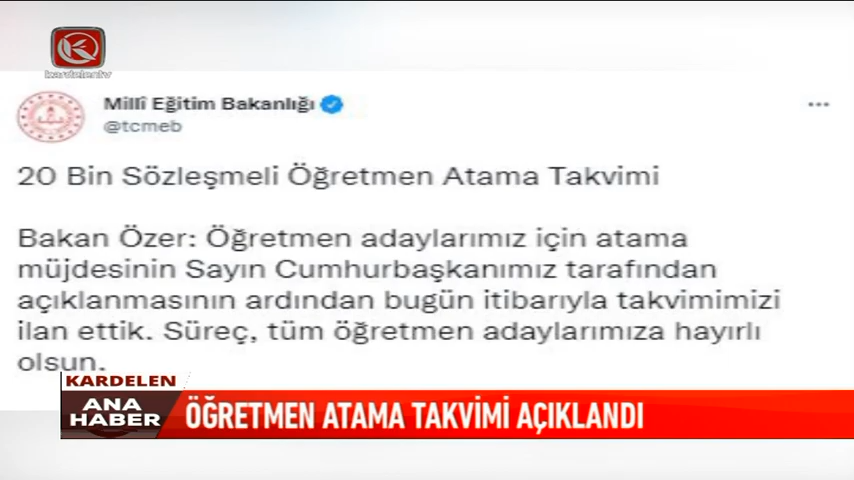 kardelentv
Millî Eğitim Bakanlığı
@tcmeb
20 Bin Sözleşmeli Öğretmen Atama Takvimi
Bakan Özer: Öğretmen adaylarımız için atama
müjdesinin Sayın Cumhurbaşkanımız tarafından
açıklanmasının ardından bugün itibarıyla takvimimizi
ilan ettik. Süreç, tüm öğretmen adaylarımıza hayırlı
olsun.
KARDELEN
ANA
HABER
ÖĞRETMEN ATAMA TAKVİMİ AÇIKLANDI